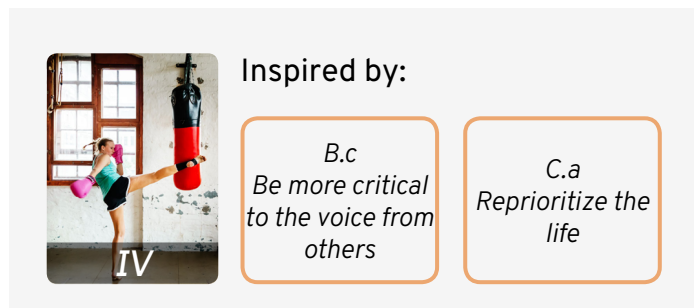 Inspired by:
B.c
Be more critical
to the voice from
others
C.a
Reprioritize the
life
IV